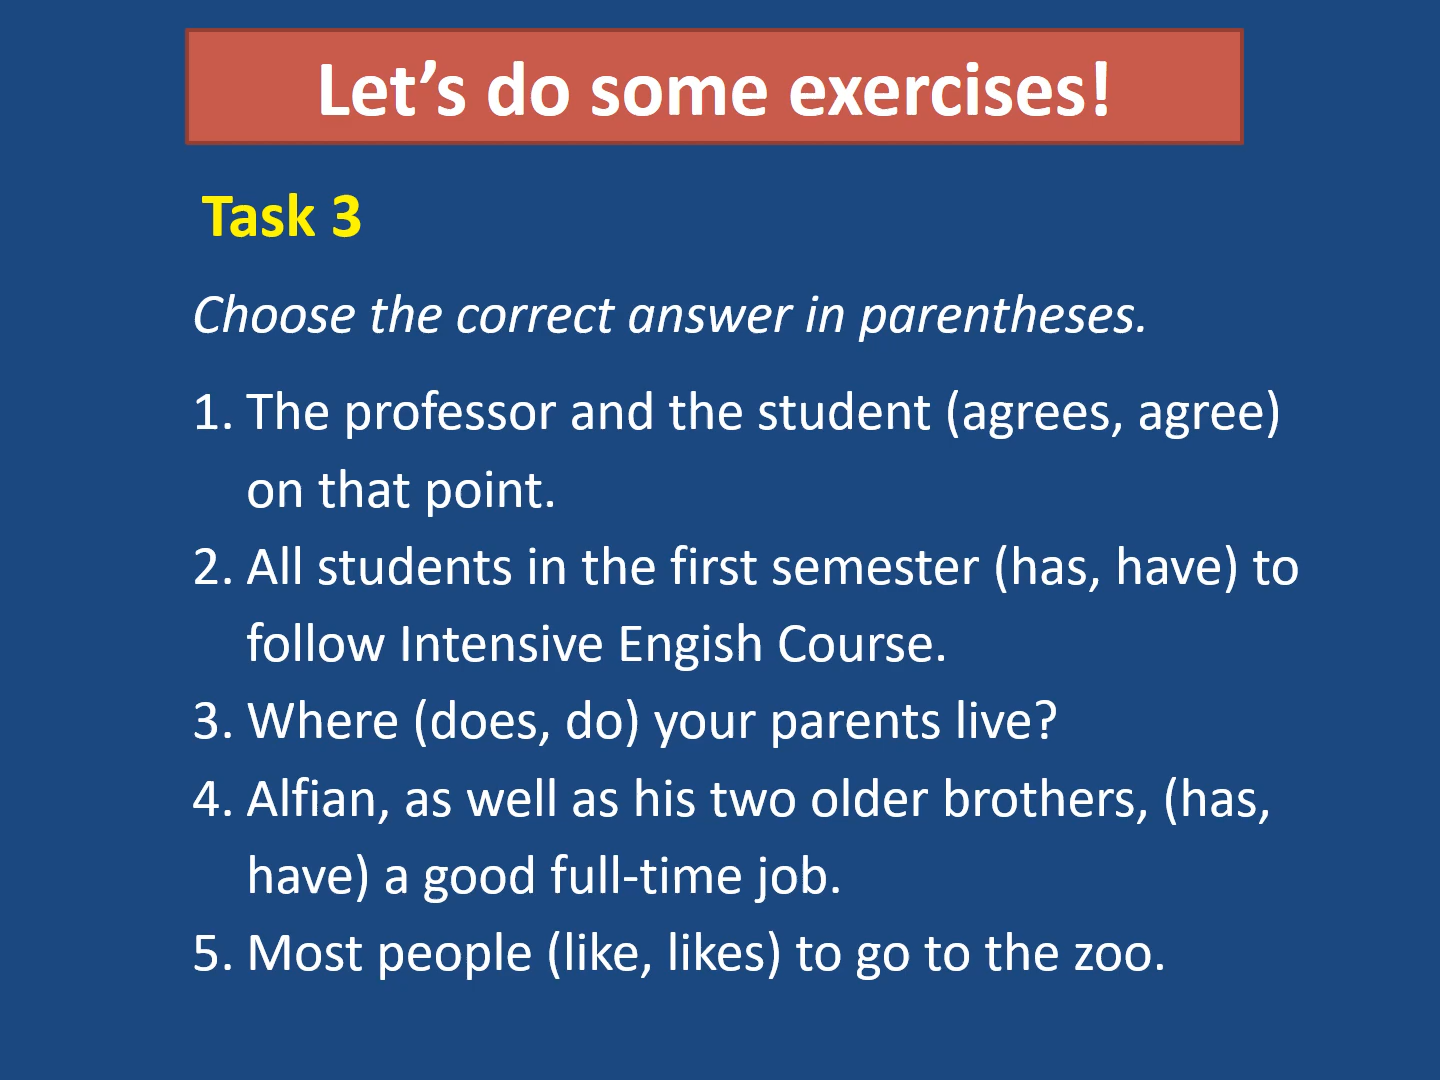 Let’s do some exercises!
Task 3
Choose the correct answer in parentheses.
1. The professor and the student (agrees, agree)
on that point.
2. All students in the first semester (has, have) to
follow Intensive Engish Course.
3. Where (does, do) your parents live?
4. Alfian, as well as his two older brothers, (has,
have) a good full-time job.
5. Most people (like, likes) to go to the zoo.